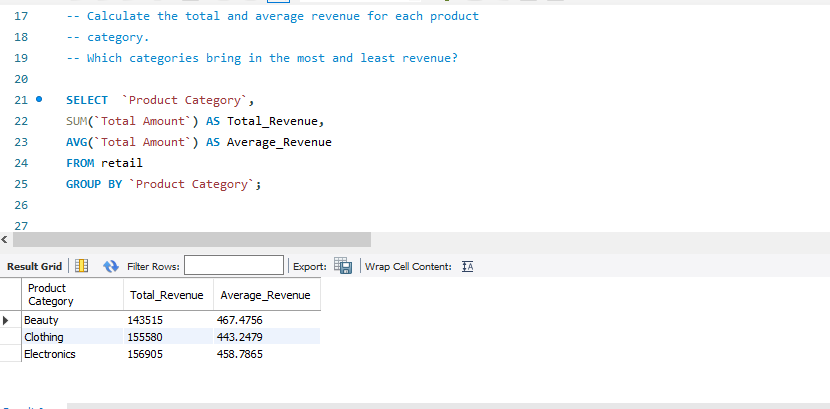 17 -- Calculate the total and average revenue for each product
18 -- category.
19 -- Which categories bring in the most and least revenue?
20
21 SELECT `Product Category`,
22 SUM(`Total Amount`) AS Total_Revenue,
23 AVG(`Total Amount`) AS Average_Revenue
24 FROM retail
25 GROUP BY `Product Category`;
26
27
Result Grid Filter Rows: Export: Wrap Cell Content:
Product Category Total_Revenue Average_Revenue
Beauty 143515 467.4756
Clothing 155580 443.2479
Electronics 156905 458.7865